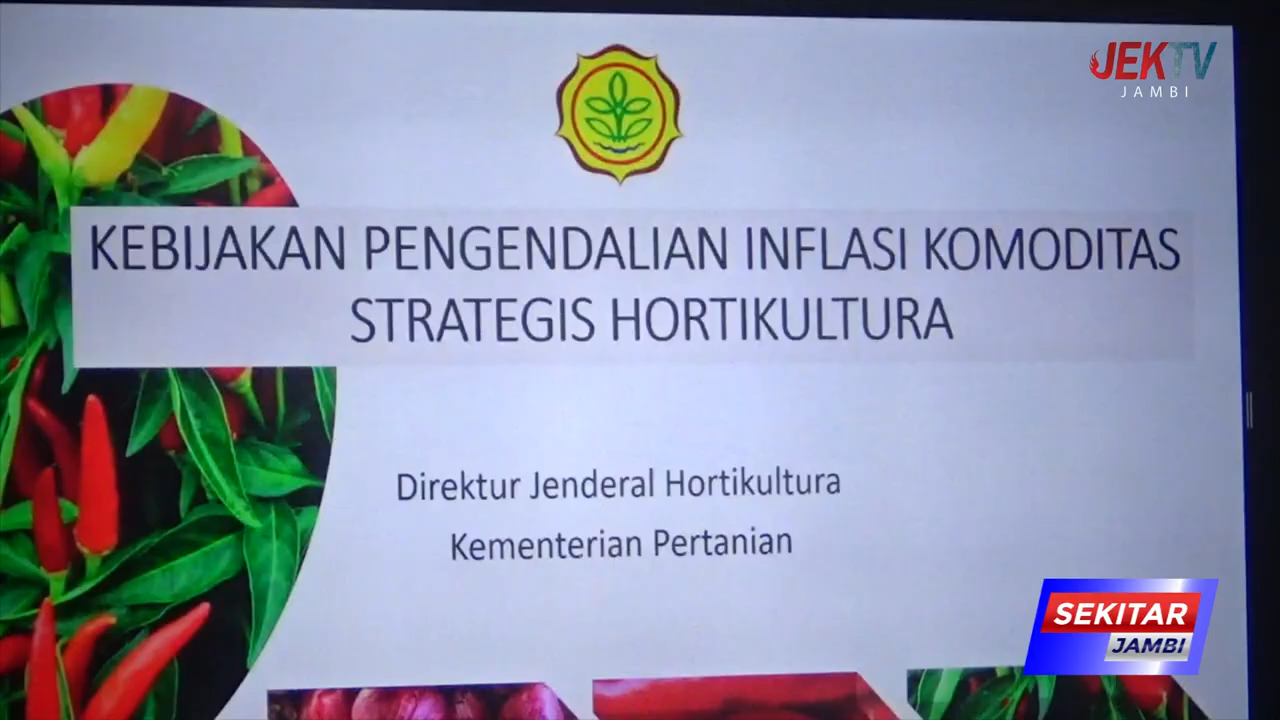 JEKTV
JAMBI
KEBIJAKAN PENGENDALIAN INFLASI KOMODITAS
STRATEGIS HORTIKULTURA
Direktur Jenderal Hortikultura
Kementerian Pertanian
SEKITAR
JAMBI